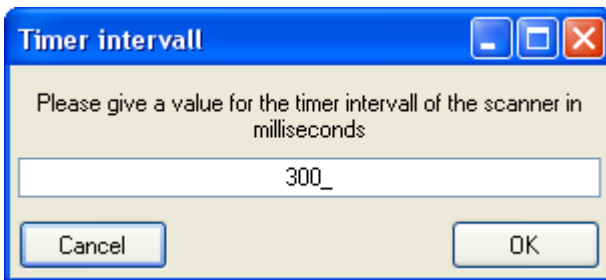 Timer intervall
Please give a value for the timer intervall of the scanner in
milliseconds
300_
Cancel
OK